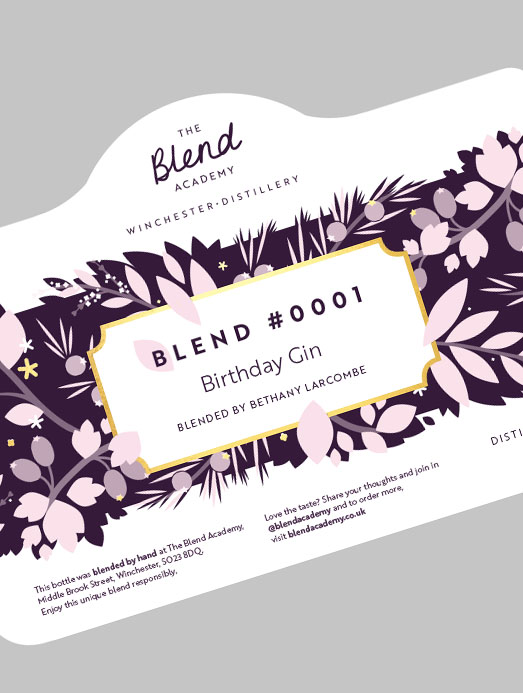 THE
Blend
ACADEMY
WINCHESTER•DISTILLERY
BLEND #0001
Birthday Gin
BLENDED BY BETHANY LARCOMBE
This bottle was blended by hand at The Blend Academy,
Middle Brook Street, Winchester, SO23 8DQ.
Enjoy this unique blend responsibly.
Love the taste? Share your thoughts and join in
@blendacademy and to order more,
visit blendacademy.co.uk